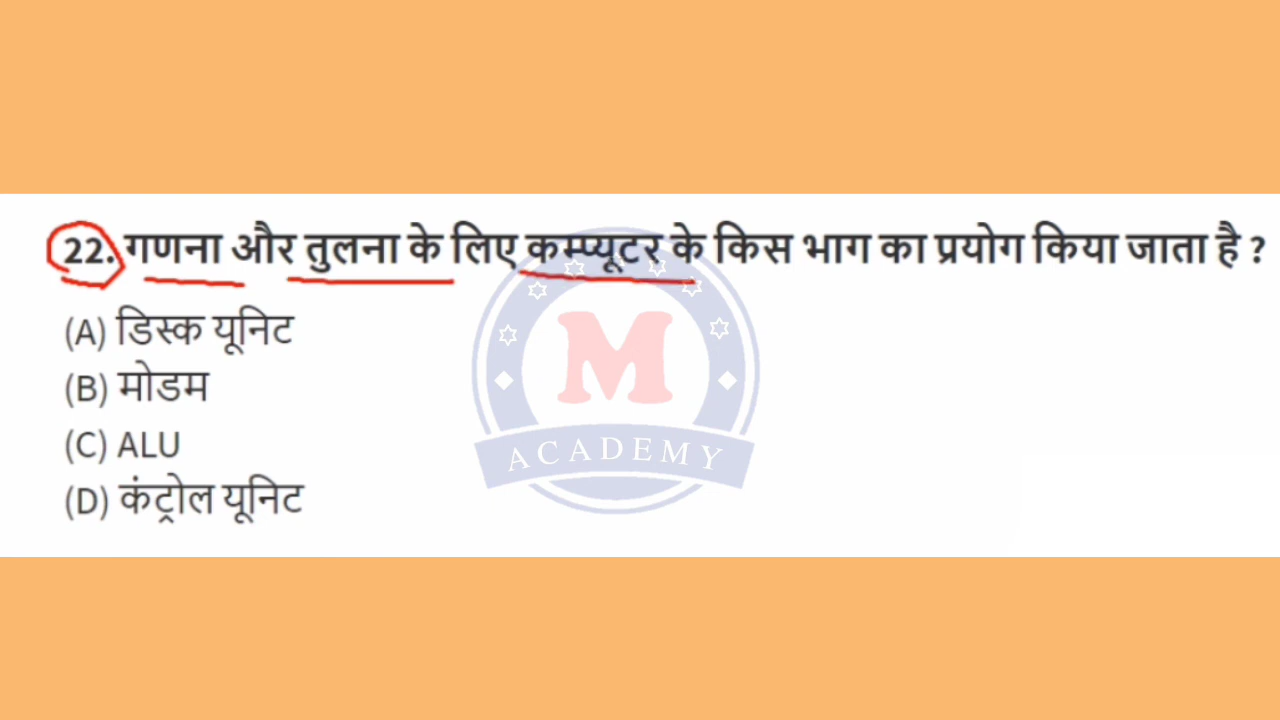 22. गणना और तुलना के लिए कम्प्यूटर के किस भाग का प्रयोग किया जाता है ?
(A) डिस्क यूनिट
(B) मोडम
(C) ALU
(D) कंट्रोल यूनिट
M
ACADEMY